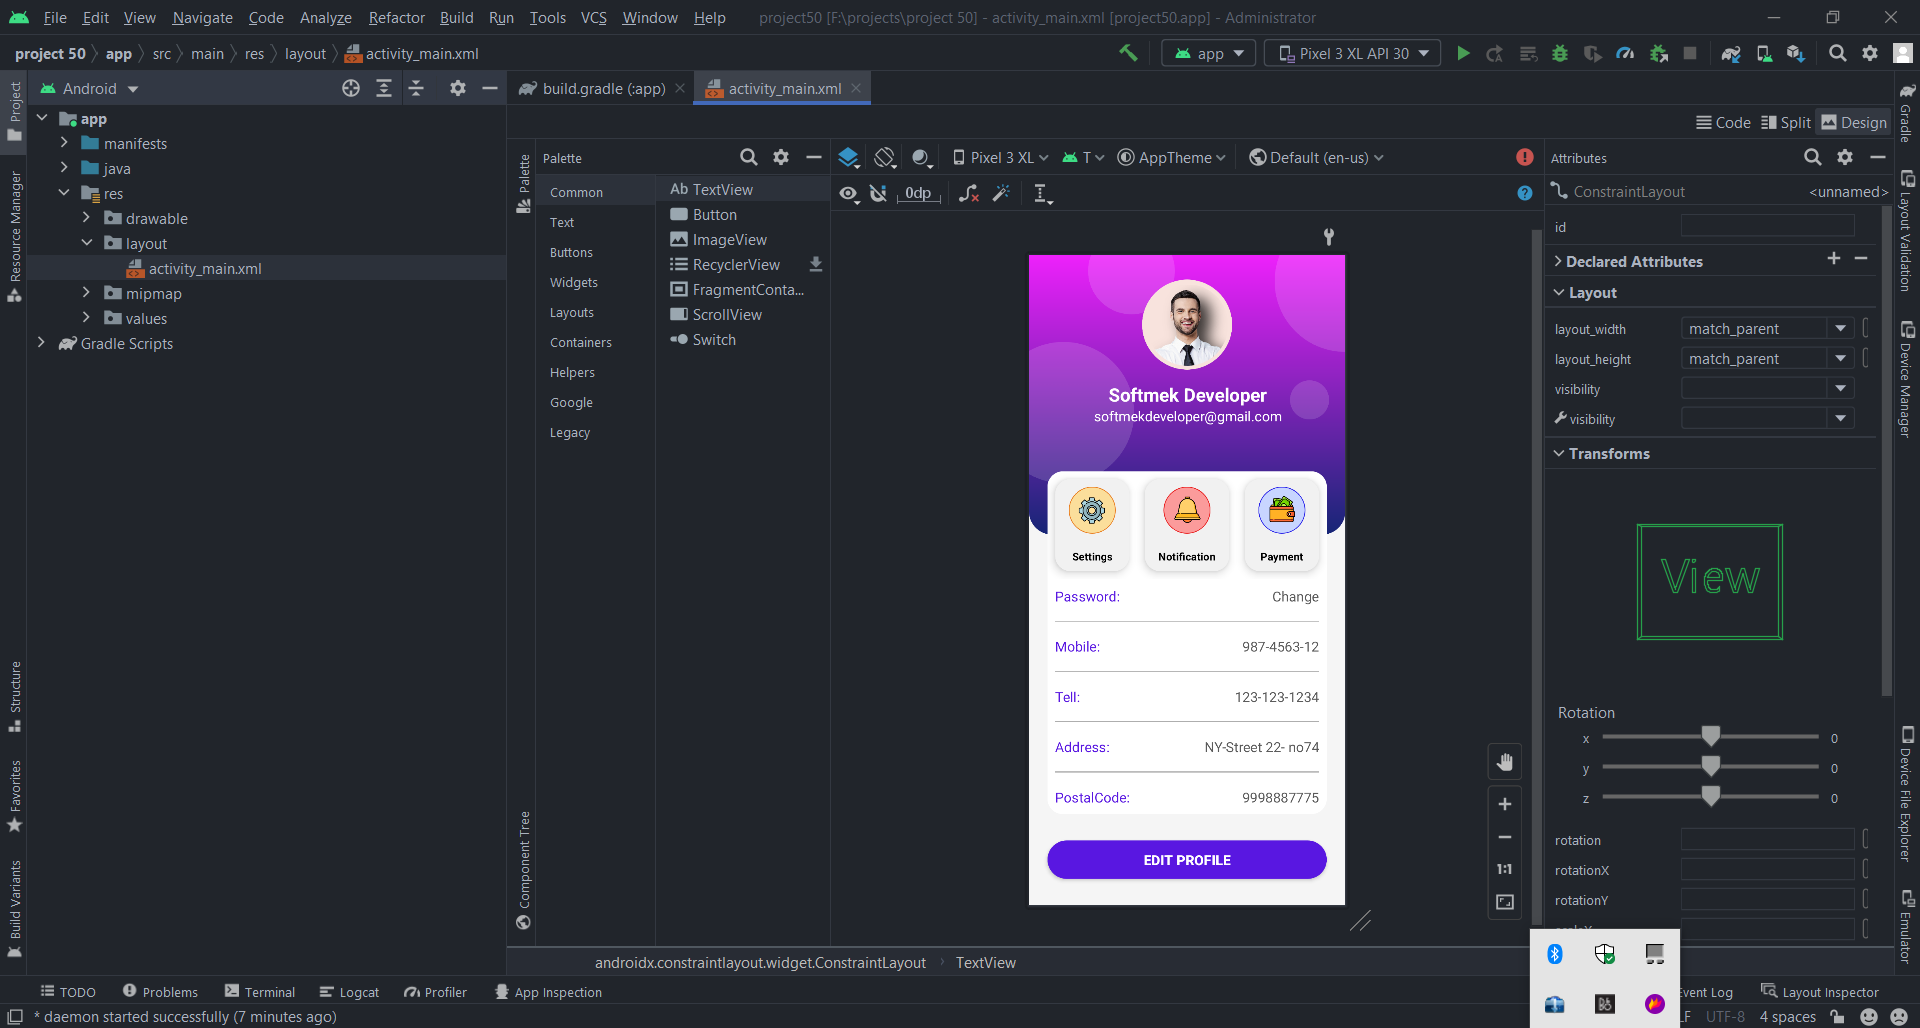 File Edit View Navigate Code Analyze Refactor Build Run Tools VCS Window Help project50 [F:\projects\project 50] - activity_main.xml [project50.app] - Administrator
project 50 app src main res layout activity_main.xml app Pixel 3 XL API 30
Project
Resource Manager
Structure
Favorites
Build Variants
Android
app
manifests
java
res
drawable
layout
activity_main.xml
mipmap
values
Gradle Scripts
build.gradle (:app) activity_main.xml
Code Split Design
Palette
Component Tree
Palette
Common
Text
Buttons
Widgets
Layouts
Containers
Helpers
Google
Legacy
Ab TextView
Button
ImageView
RecyclerView
FragmentConta...
ScrollView
Switch
Pixel 3 XL T AppTheme Default (en-us)
0dp
Softmek Developer
softmekdeveloper@gmail.com
Settings Notification Payment
Password: Change
Mobile: 987-4563-12
Tell: 123-123-1234
Address: NY-Street 22- no74
PostalCode: 9998887775
EDIT PROFILE
1:1
Attributes
ConstraintLayout <unnamed>
id
Declared Attributes
Layout
layout_width match_parent
layout_height match_parent
visibility
visibility
Transforms
View
Rotation
x 0
y 0
z 0
rotation
rotationX
rotationY
Gradle
Layout Validation
Device Manager
Device File Explorer
Emulator
androidx.constraintlayout.widget.ConstraintLayout TextView
TODO Problems Terminal Logcat Profiler App Inspection Event Log Layout Inspector
* daemon started successfully (7 minutes ago) LF UTF-8 4 spaces